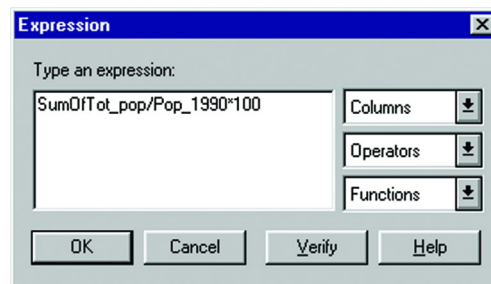 Expression
Type an expression:
SumOfTot_pop/Pop_1990*100
Columns
Operators
Functions
OK
Cancel
Verify
Help